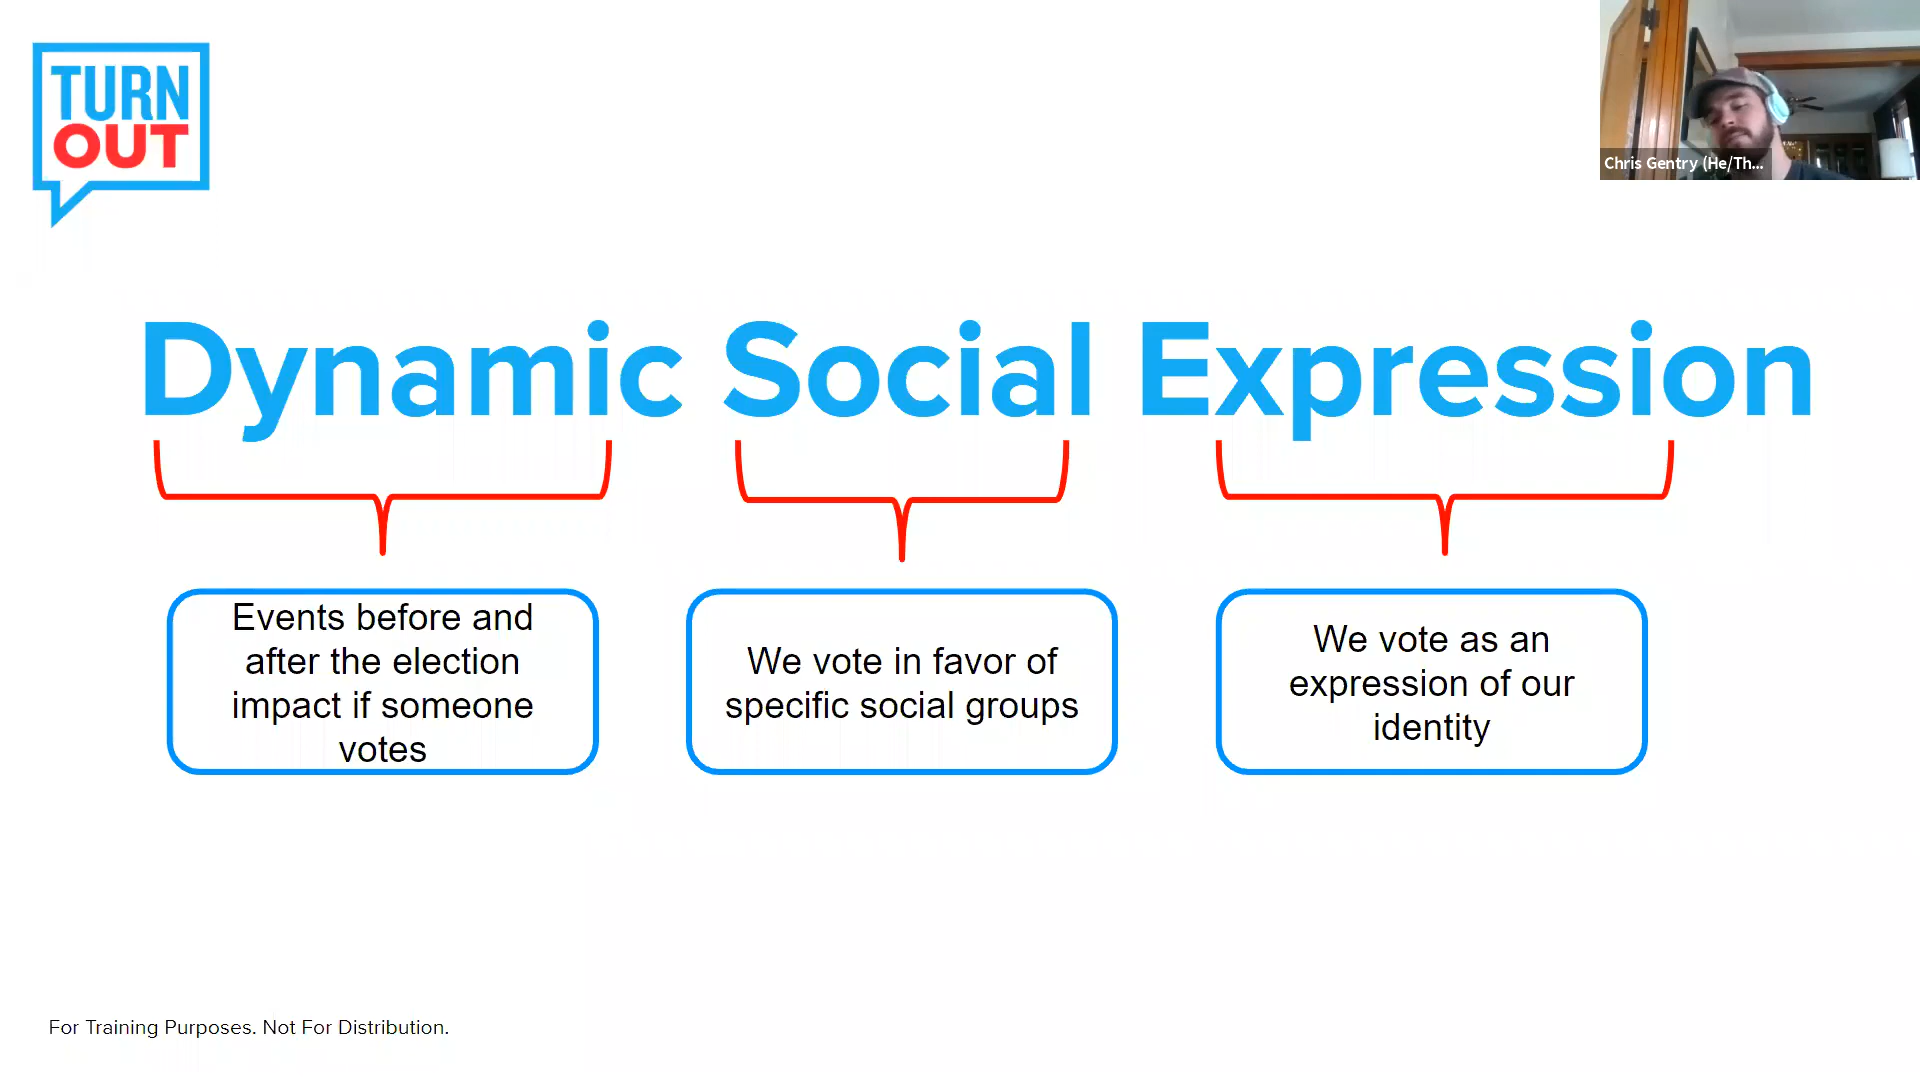 TURN
OUT
Chris Gentry (He/Th...
Dynamic Social Expression
Events before and
after the election
impact if someone
votes
We vote in favor of
specific social groups
We vote as an
expression of our
identity
For Training Purposes. Not For Distribution.